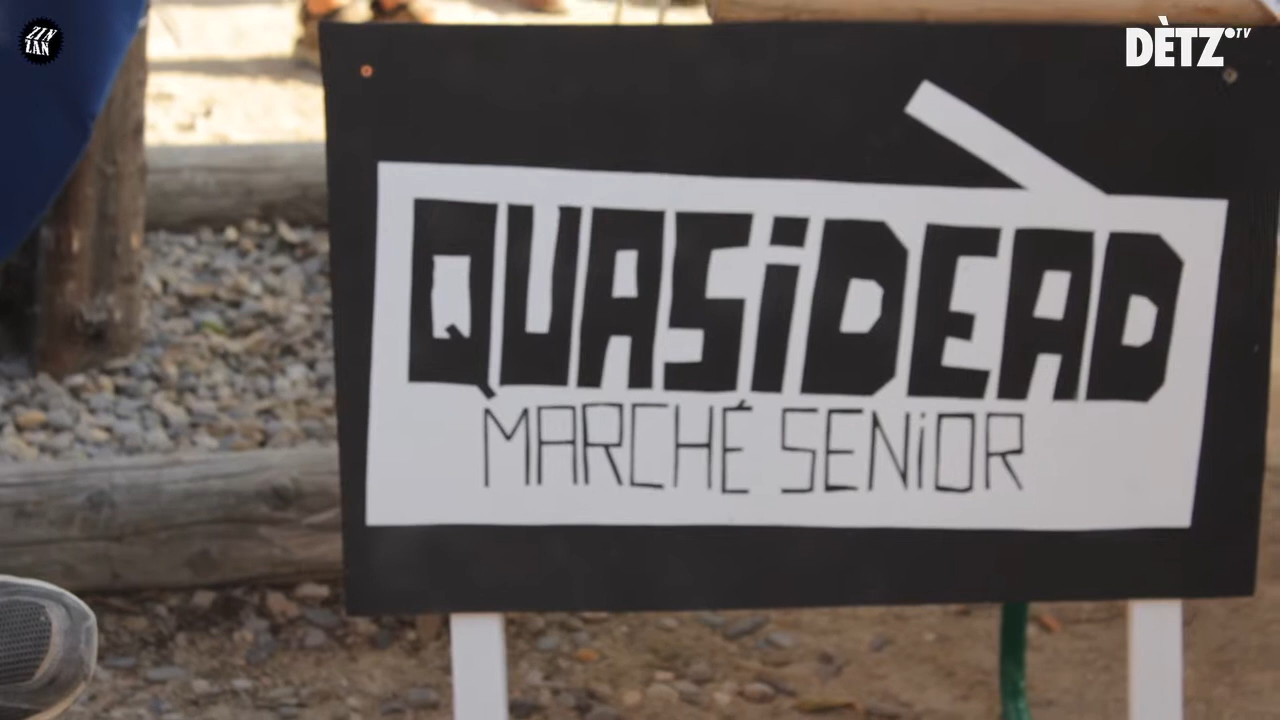 ZIN
ZAN
DÈTZ•TV
QUASiDEAD
MARCHÉ SENiOR